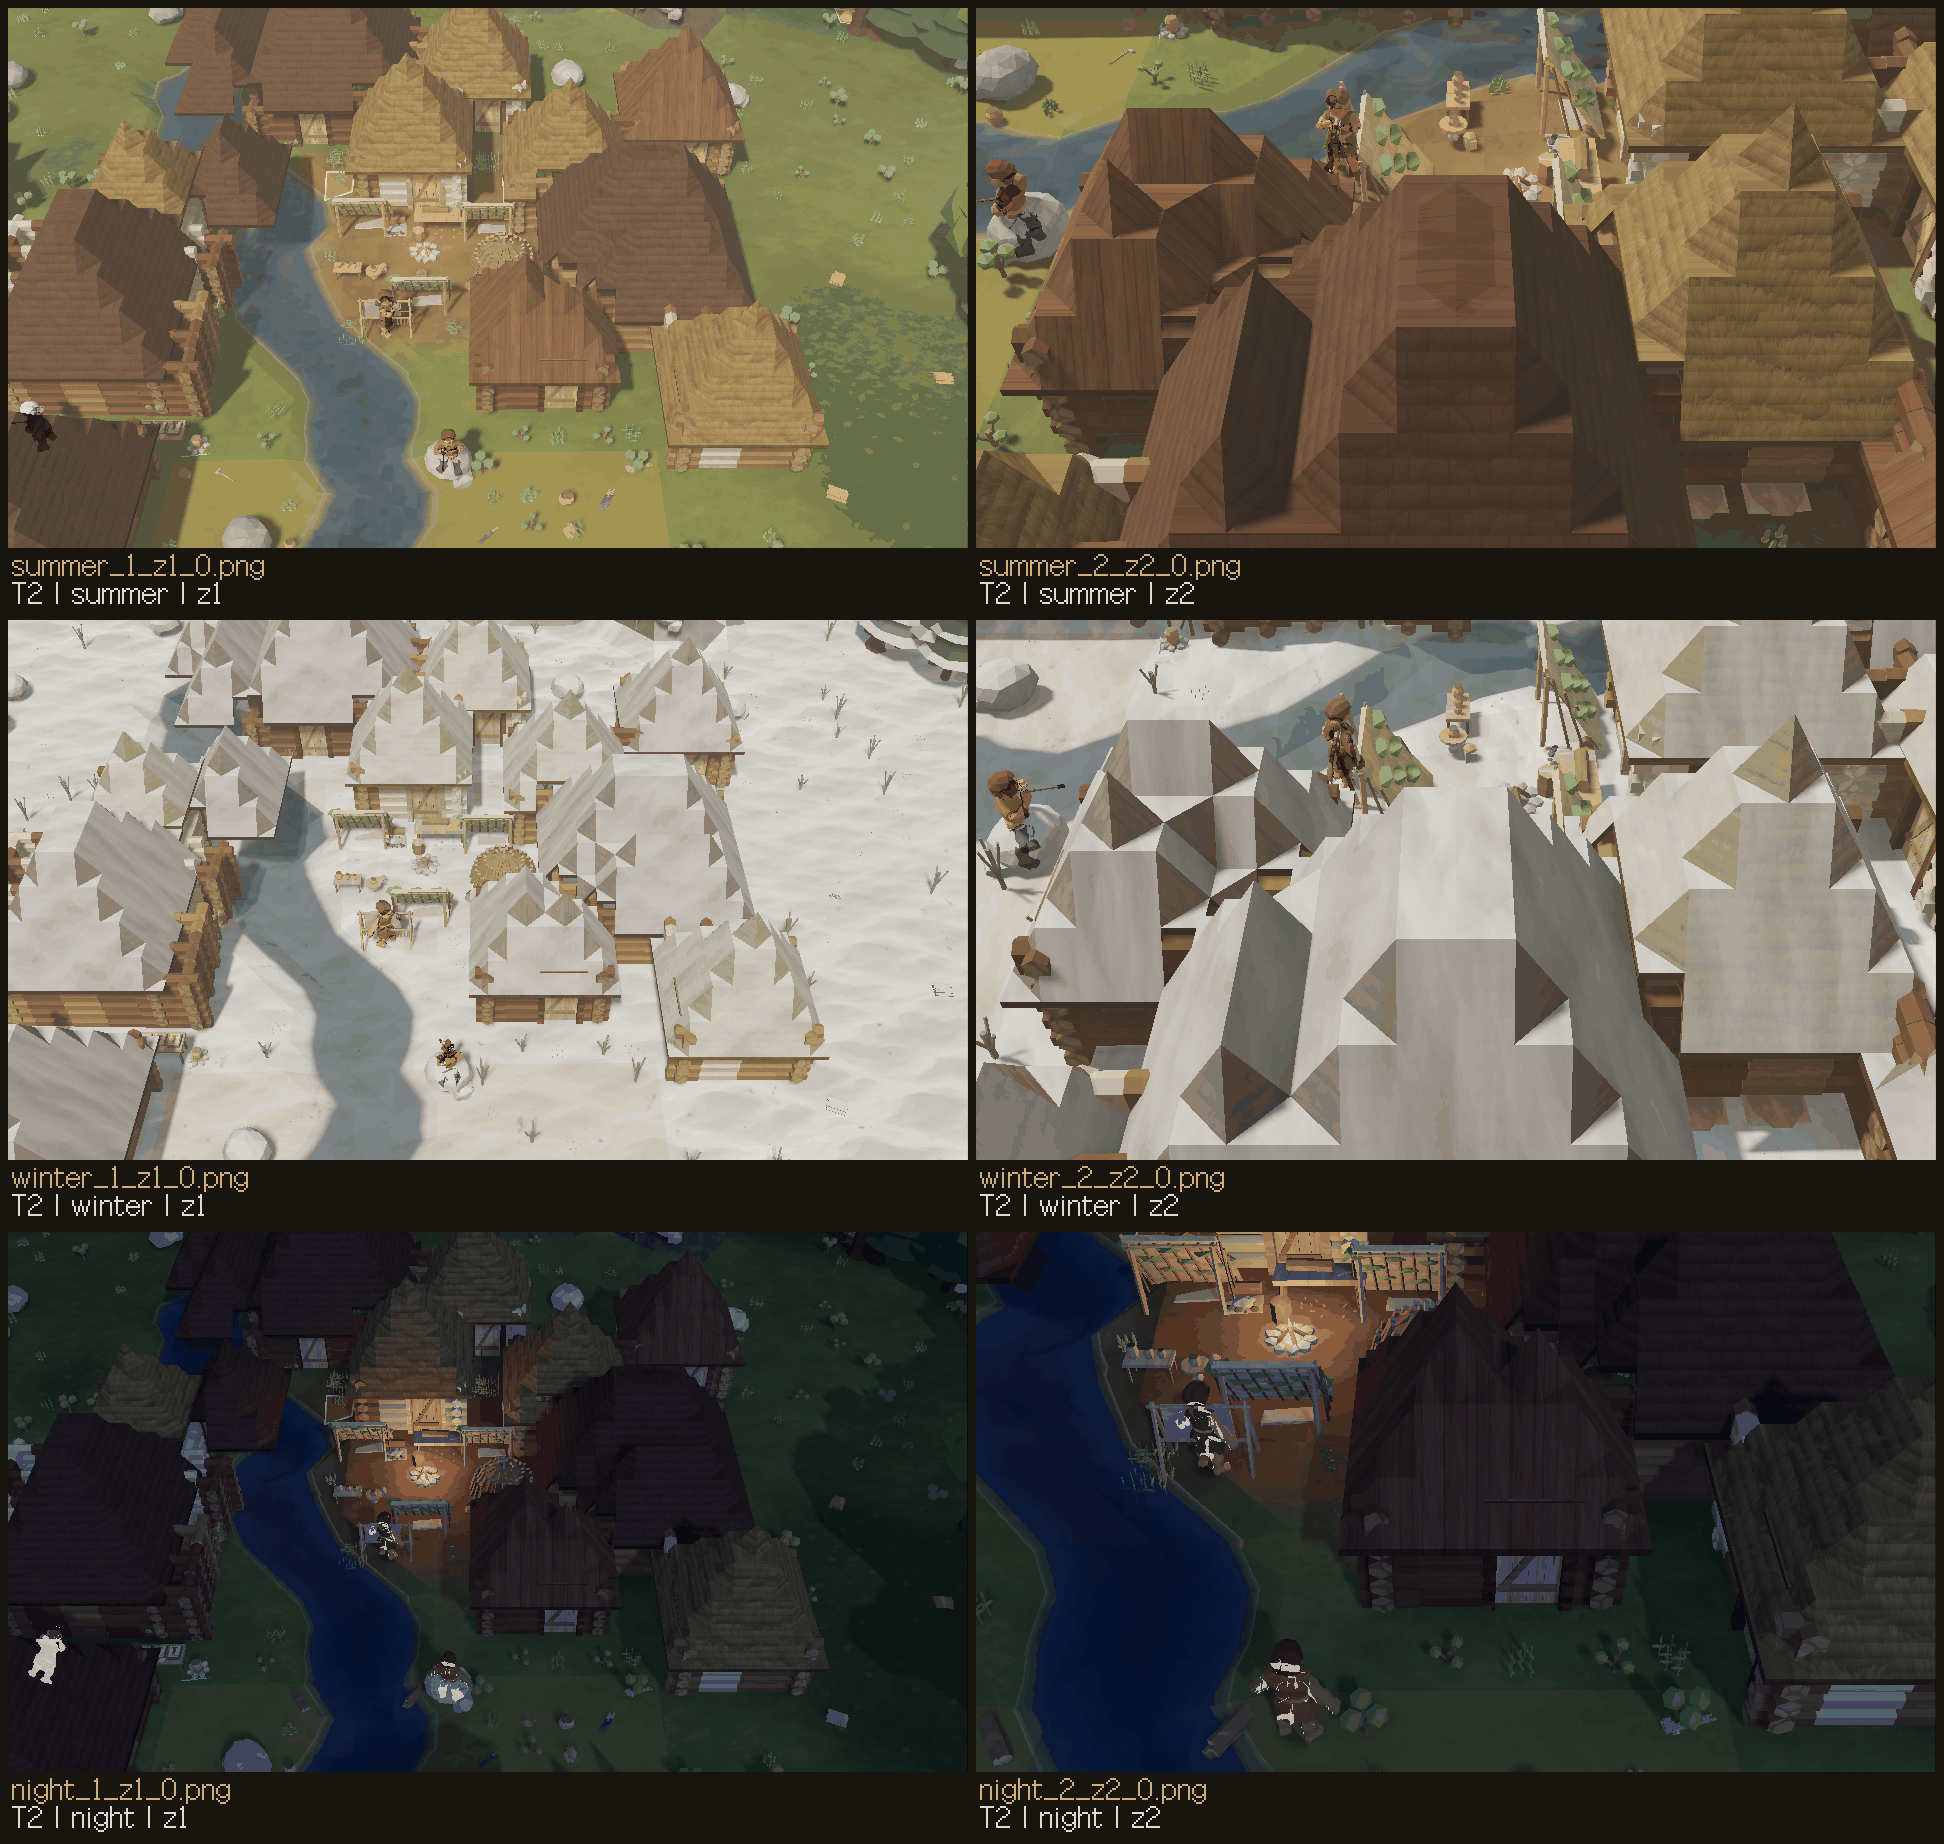 summer_1_z1_0.png
T2 | summer | z1
summer_2_z2_0.png
T2 | summer | z2
winter_1_z1_0.png
T2 | winter | z1
winter_2_z2_0.png
T2 | winter | z2
night_1_z1_0.png
T2 | night | z1
night_2_z2_0.png
T2 | night | z2